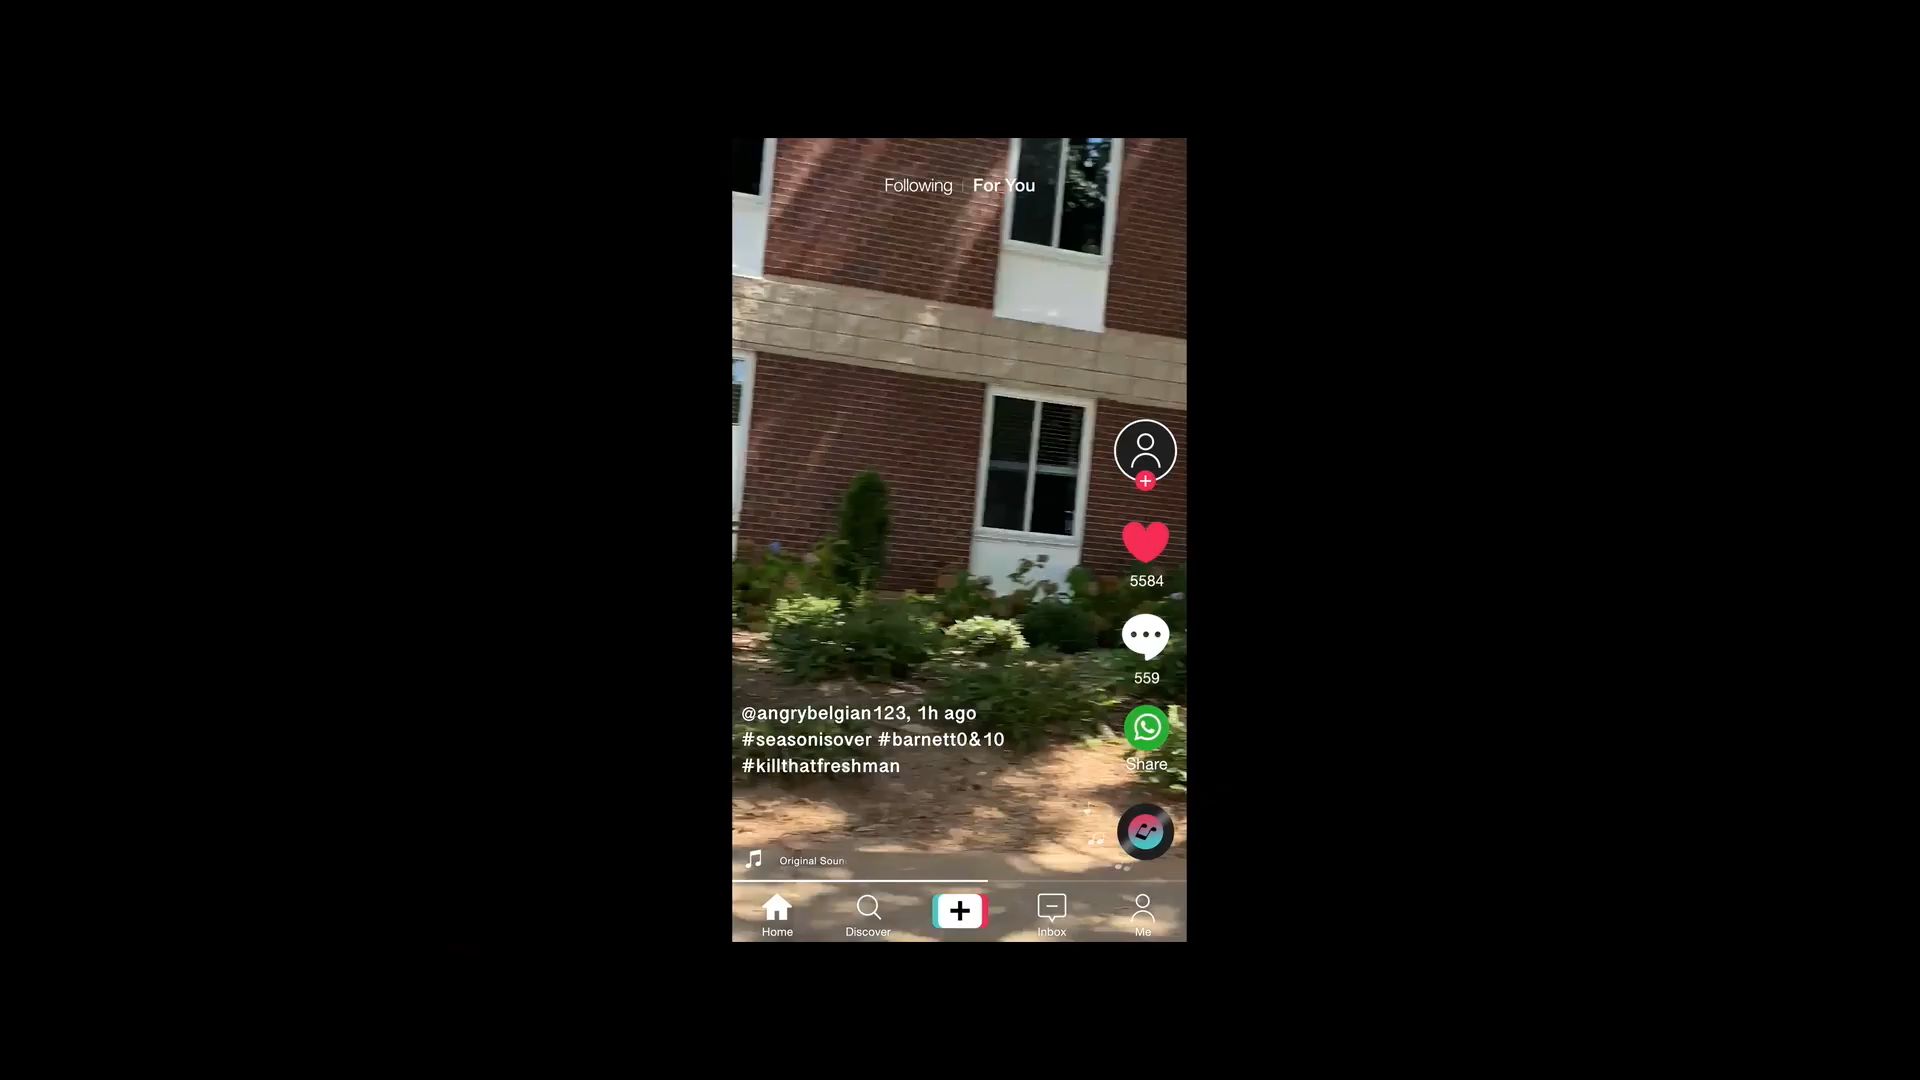 Following | For You
5584
559
@angrybelgian123, 1h ago
#seasonisover #barnett0&10
#killthatfreshman
Share
Original Soun
Home Discover Inbox Me